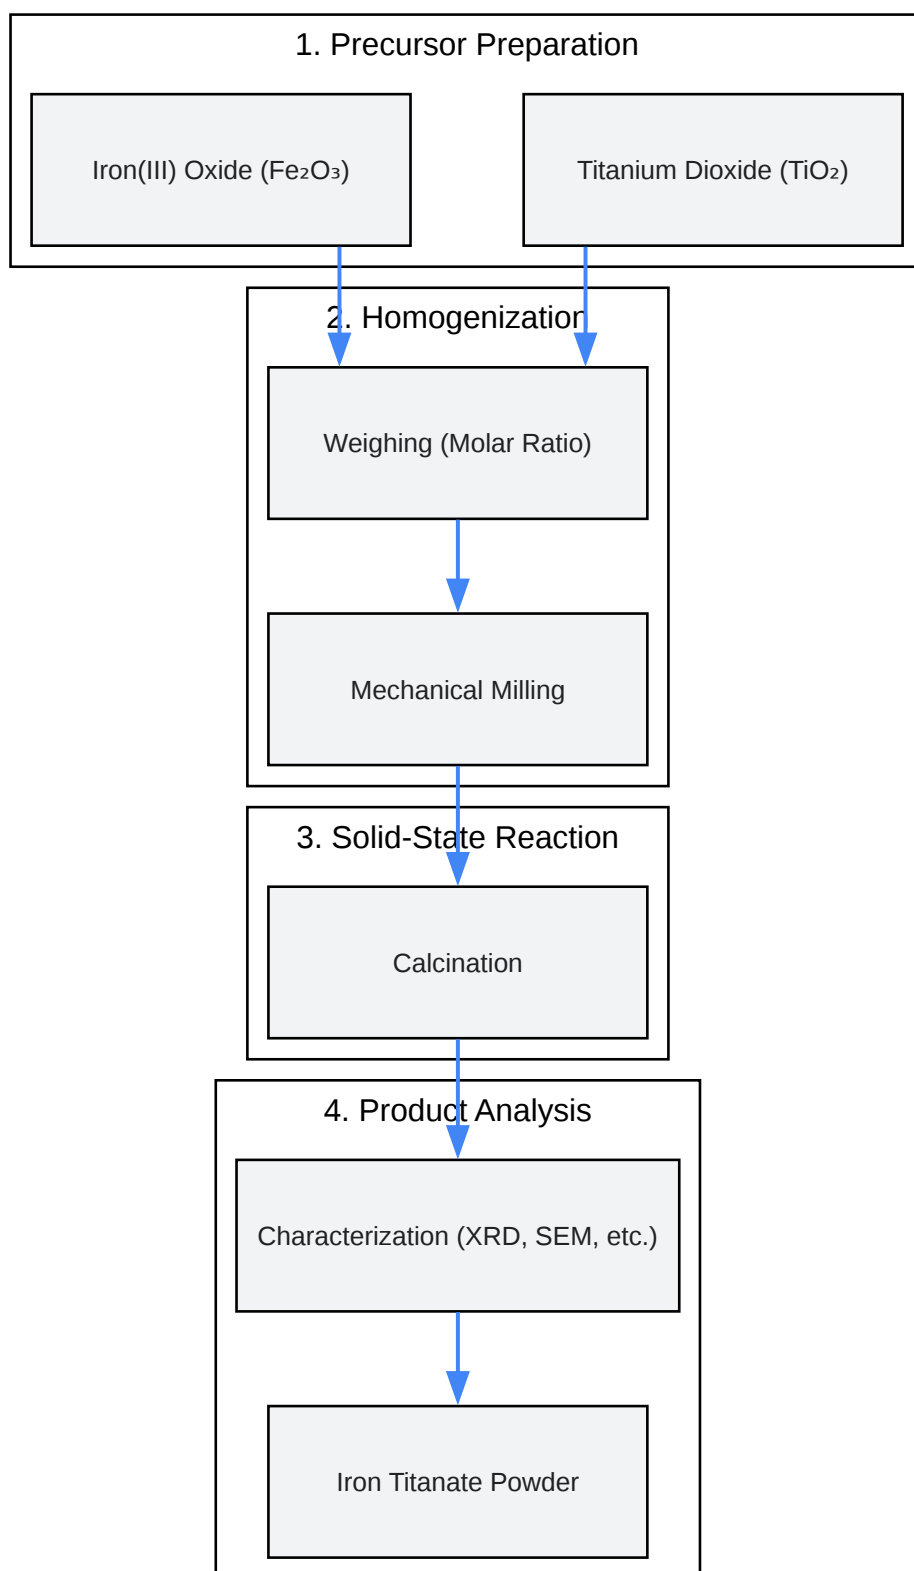 1. Precursor Preparation
Iron(III) Oxide (Fe₂O₃)
Titanium Dioxide (TiO₂)
2. Homogenization
Weighing (Molar Ratio)
Mechanical Milling
3. Solid-State Reaction
Calcination
4. Product Analysis
Characterization (XRD, SEM, etc.)
Iron Titanate Powder